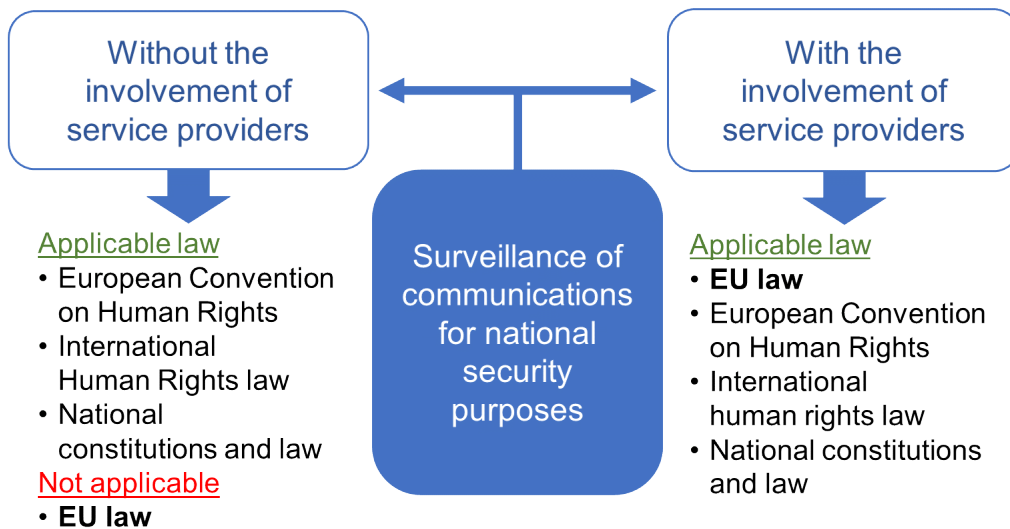 Without the
involvement of
service providers
With the
involvement of
service providers
Surveillance of
communications
for national
security
purposes
Applicable law
• European Convention
on Human Rights
• International
Human Rights law
• National
constitutions and law
Not applicable
• EU law
Applicable law
• EU law
• European Convention
on Human Rights
• International
human rights law
• National constitutions
and law